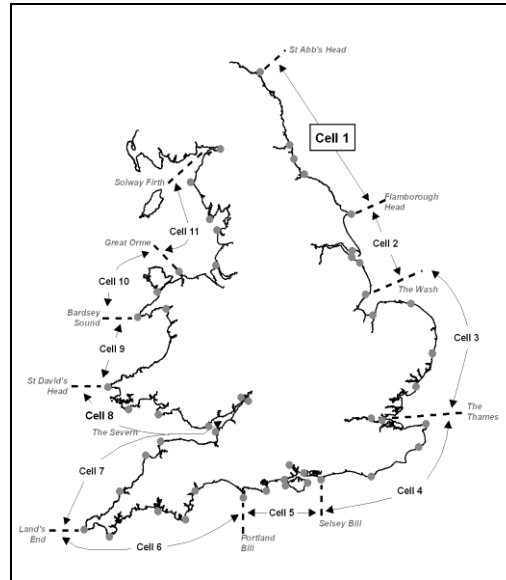 St Abb's Head
Cell 1
Solway Firth
Flamborough
Head
Cell 11
Great Orme
Cell 2
Cell 10
The Wash
Bardsey
Sound
Cell 3
Cell 9
St David's
Head
Cell 8
The
Thames
The Severn
Cell 7
Cell 4
Cell 5
Selsey Bill
Land's
End
Cell 6
Portland
Bill